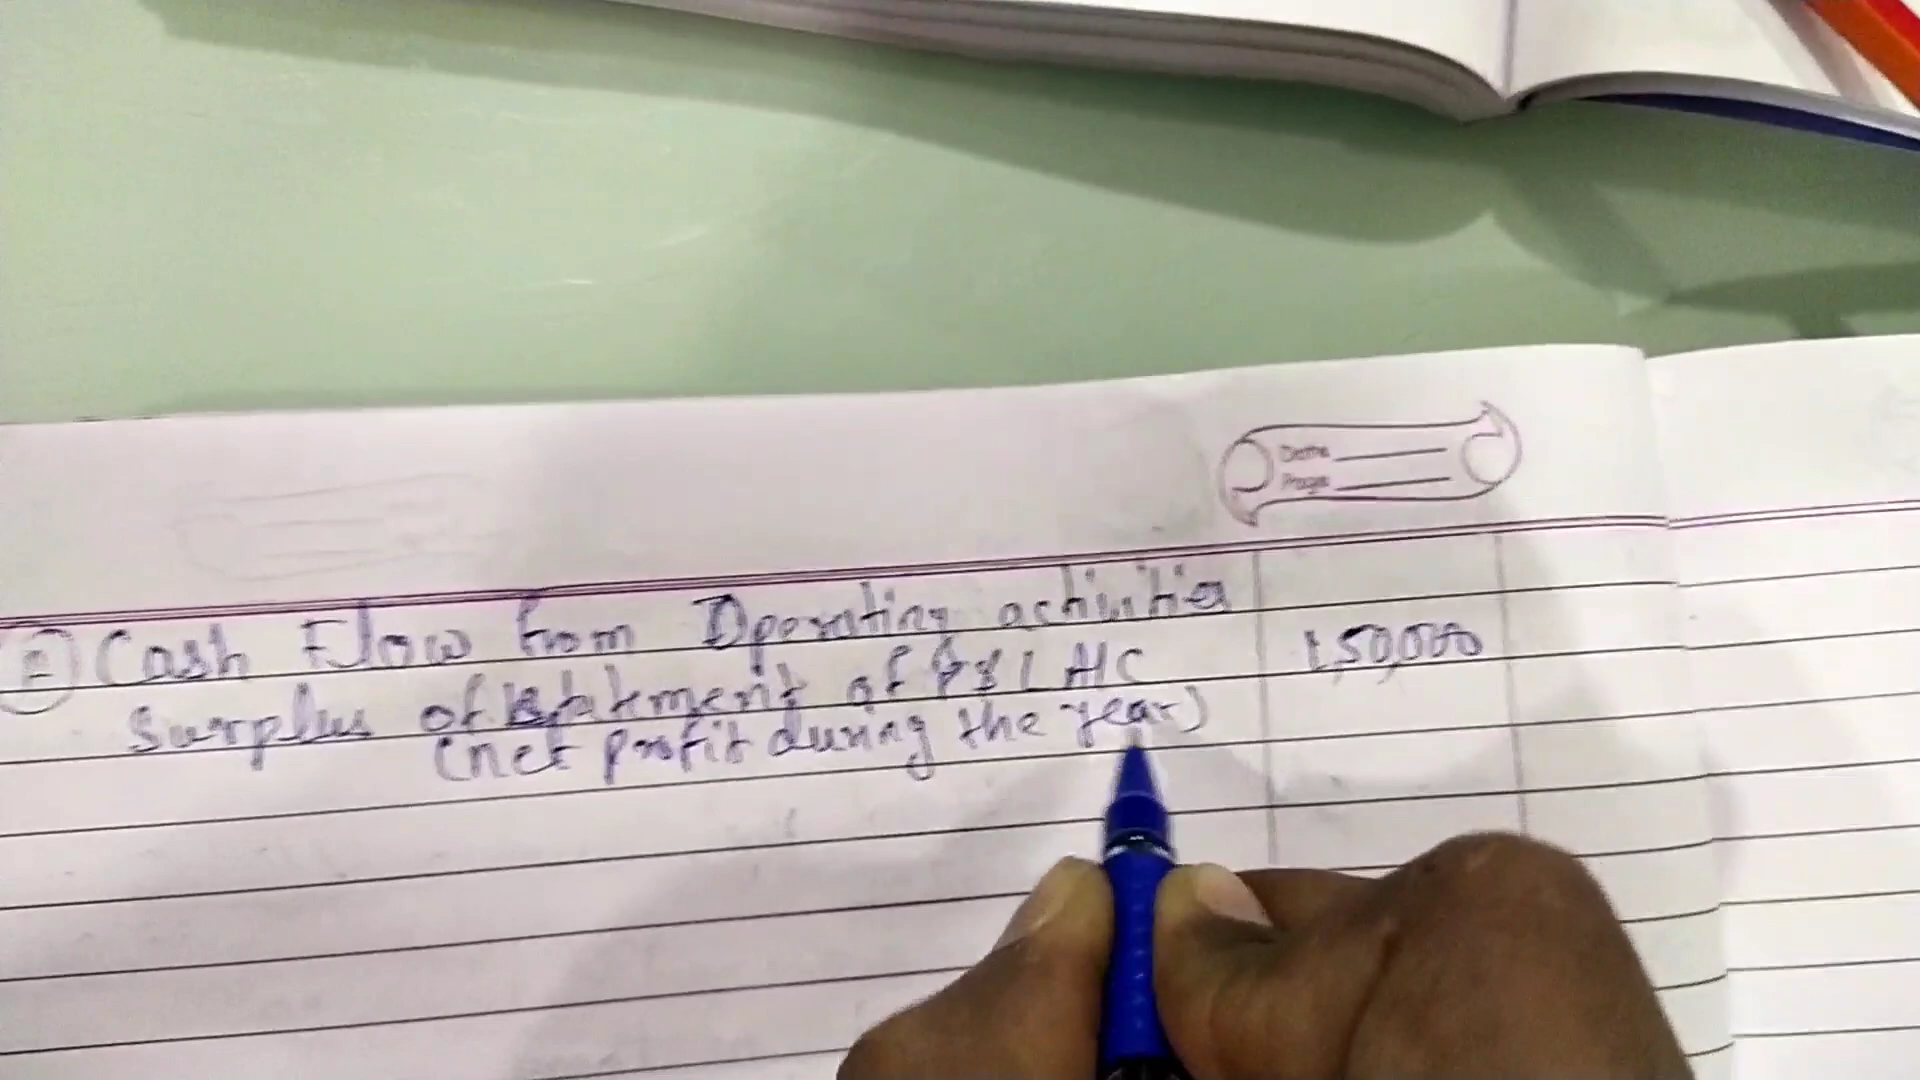 Date
Page
(A) Cash Flow from Operating activities
Surplus of statement of P&L A/C 1,50,000
(net profit during the year)